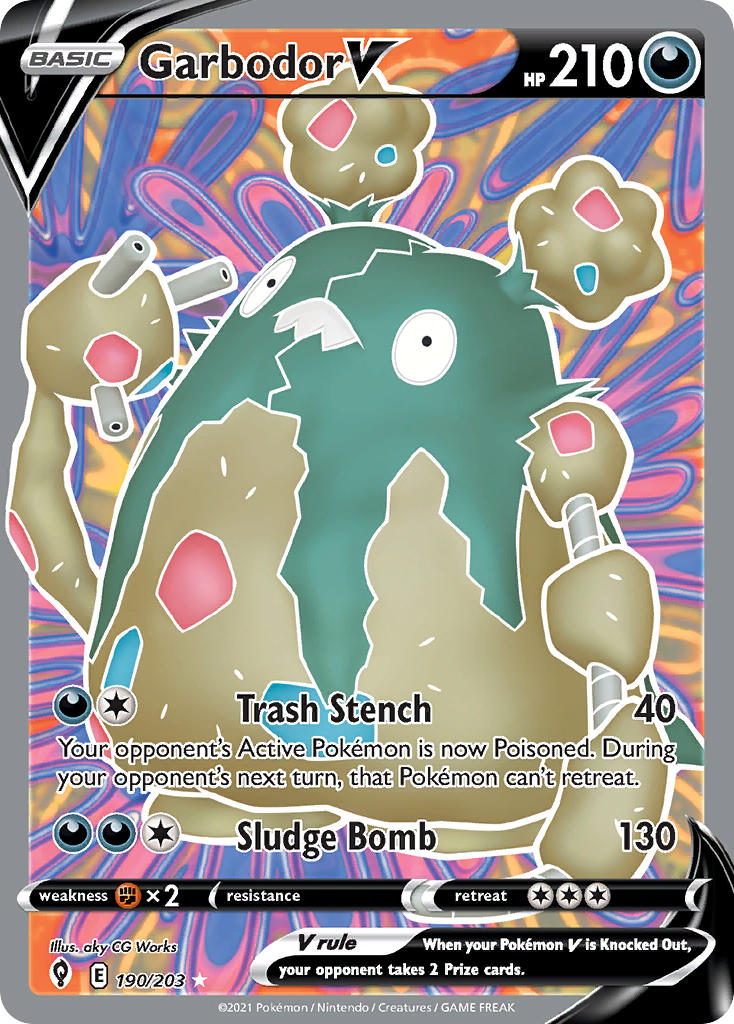 BASIC Garbodor V HP 210
Trash Stench 40
Your opponent's Active Pokémon is now Poisoned. During
your opponent's next turn, that Pokémon can't retreat.
Sludge Bomb 130
weakness ×2 resistance retreat
Illus. aky CG Works
V rule When your Pokémon V is Knocked Out,
your opponent takes 2 Prize cards.
E 190/203
©2021 Pokémon / Nintendo / Creatures / GAME FREAK